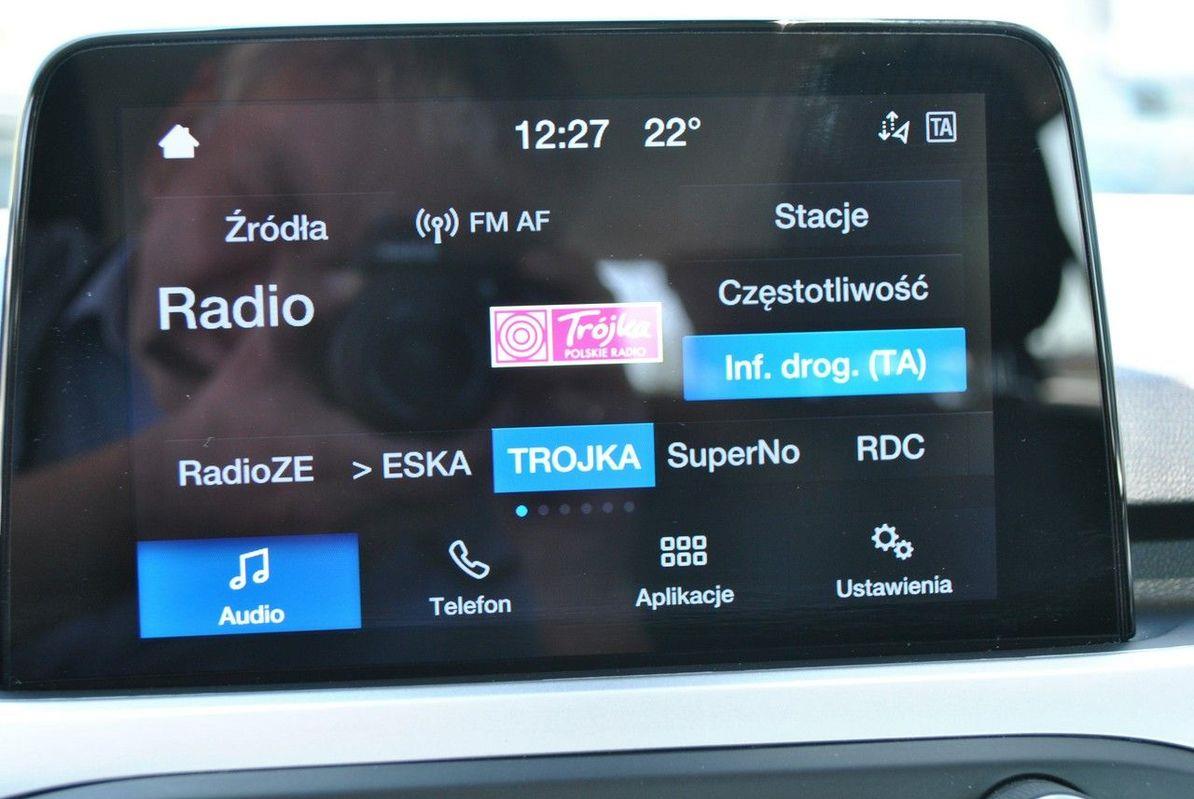 12:27 22° TA
Źródła FM AF Stacje
Radio
Częstotliwość
Trójka
POLSKIE RADIO
Inf. drog. (TA)
RadioZE > ESKA TROJKA SuperNo RDC
Audio Telefon Aplikacje Ustawienia